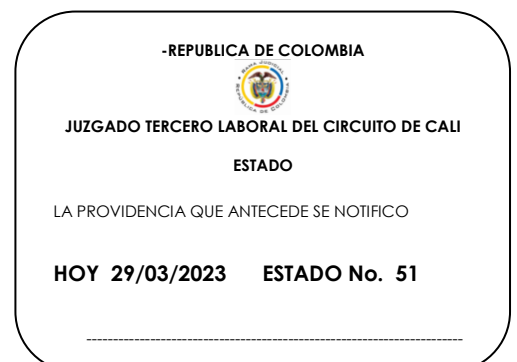 -REPUBLICA DE COLOMBIA
JUZGADO TERCERO LABORAL DEL CIRCUITO DE CALI
ESTADO
LA PROVIDENCIA QUE ANTECEDE SE NOTIFICO
HOY 29/03/2023 ESTADO No. 51